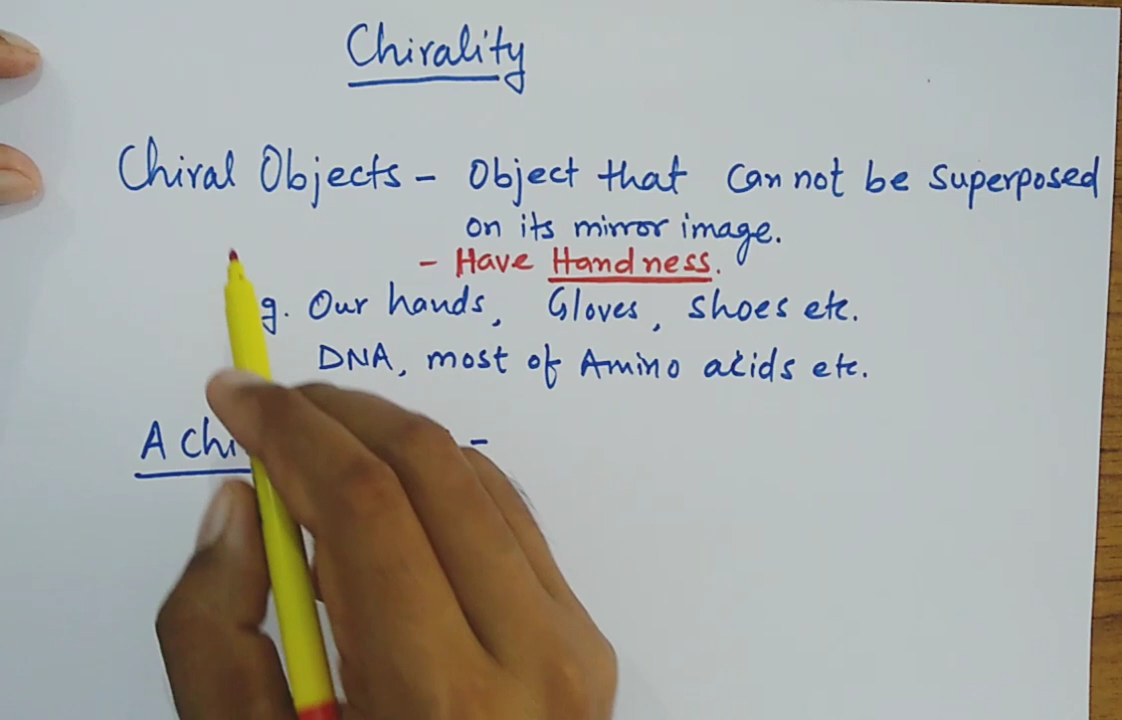 Chirality
Chiral Objects - Object that can not be superposed
on its mirror image.
- Have Handness.
g. Our hands, Gloves, shoes etc.
DNA, most of Amino acids etc.
A Chi -